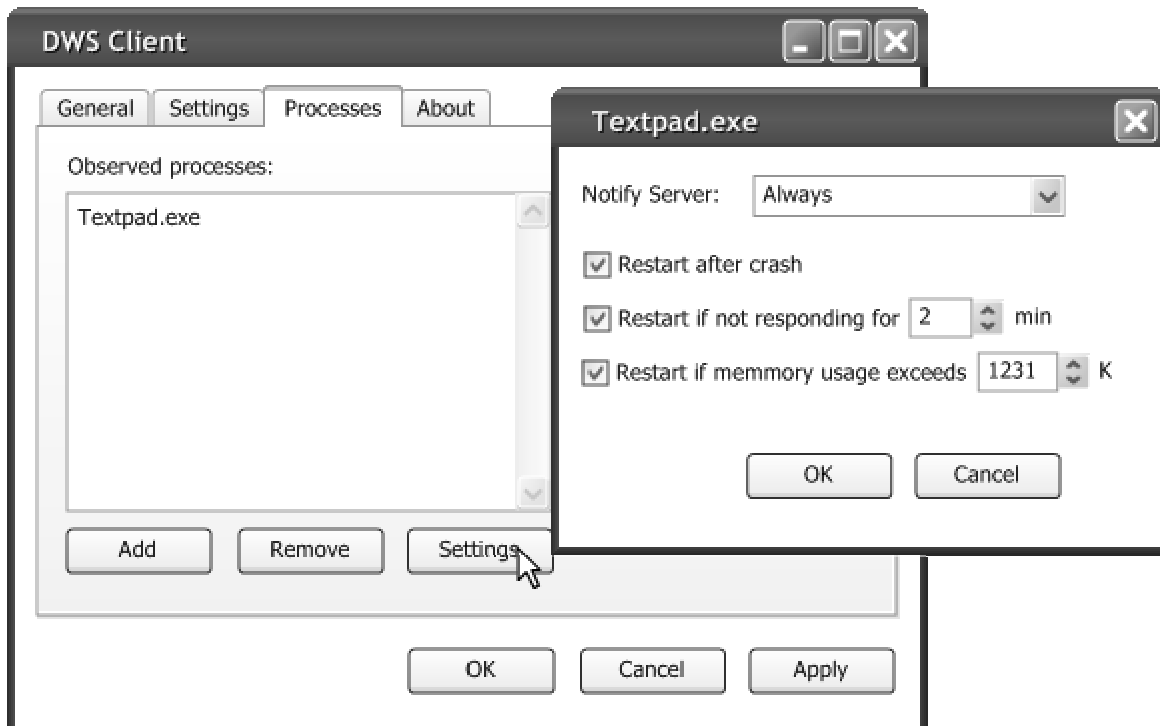 DWS Client
General Settings Processes About
Observed processes:
Textpad.exe
Add Remove Settings
OK Cancel Apply
Textpad.exe
Notify Server: Always
Restart after crash
Restart if not responding for 2 min
Restart if memmory usage exceeds 1231 K
OK Cancel